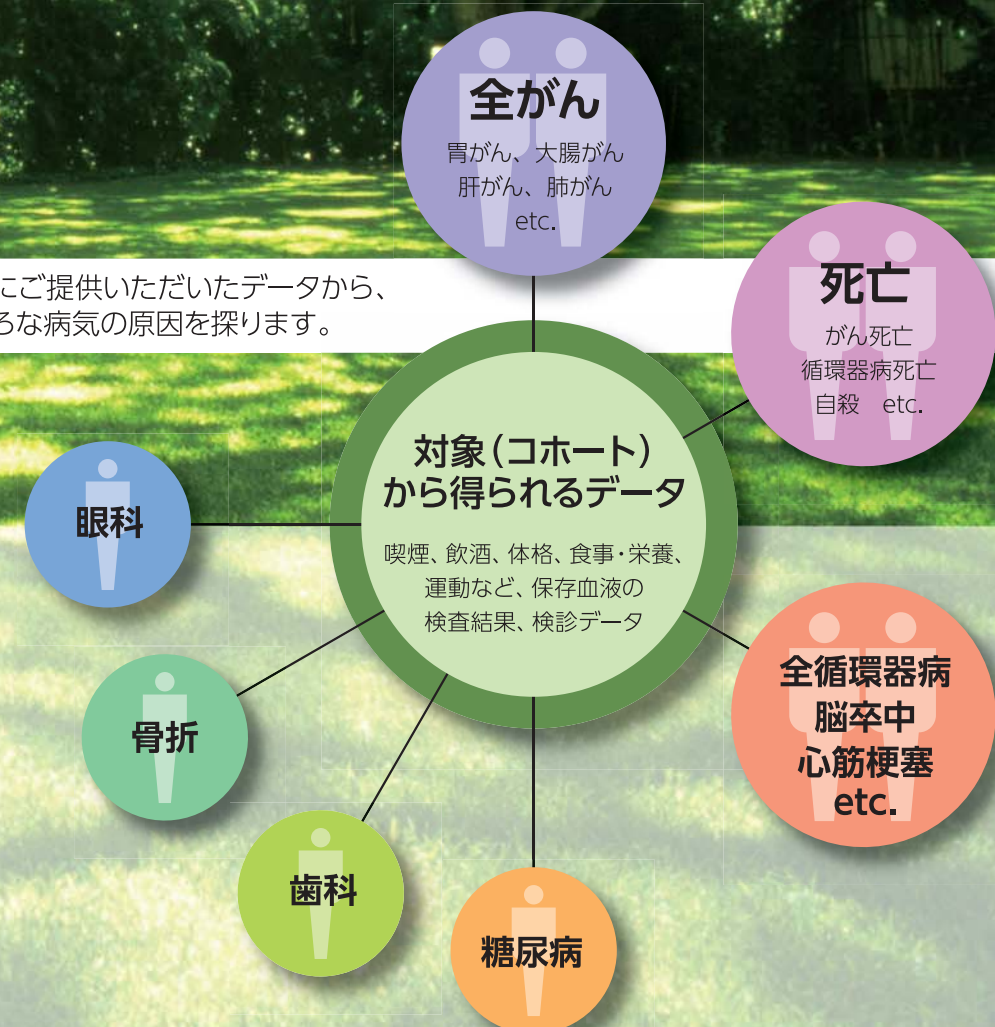 全がん
胃がん、大腸がん
肝がん、肺がん
etc.
にご提供いただいたデータから、
ろな病気の原因を探ります。
死亡
がん死亡
循環器病死亡
自殺 etc.
対象（コホート）
から得られるデータ
喫煙、飲酒、体格、食事・栄養、
運動など、保存血液の
検査結果、検診データ
眼科
骨折
歯科
糖尿病
全循環器病
脳卒中
心筋梗塞
etc.